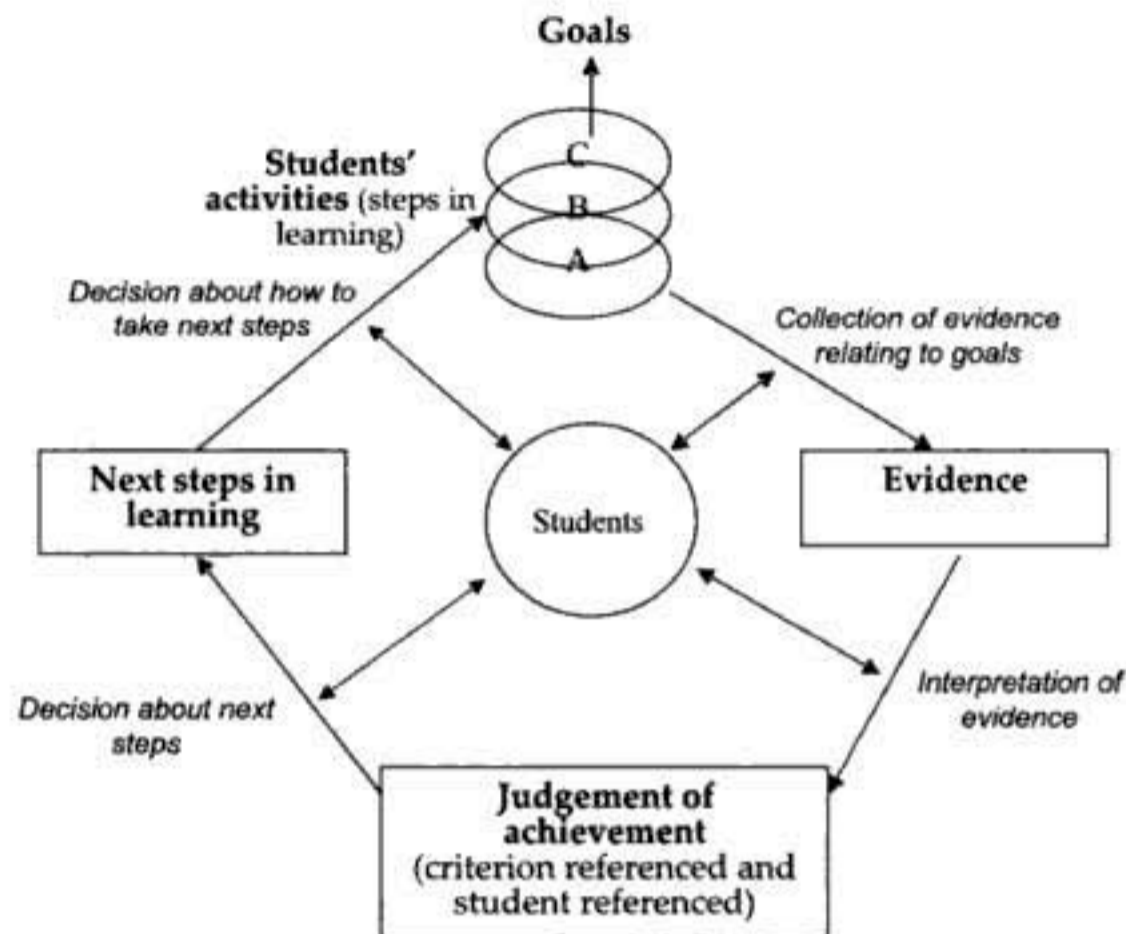 Goals
C
B
A
Students'
activities (steps in
learning)
Decision about how to
take next steps
Collection of evidence
relating to goals
Next steps in
learning
Students
Evidence
Decision about next
steps
Interpretation of
evidence
Judgement of
achievement
(criterion referenced and
student referenced)